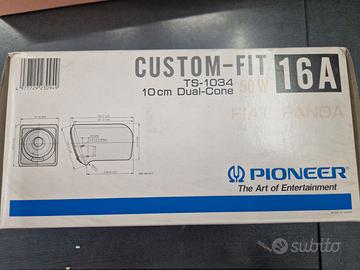 CUSTOM-FIT
16A
TS-1034
50W
10cm Dual-Cone
FIAT PANDA
PIONEER
The Art of Entertainment
subito